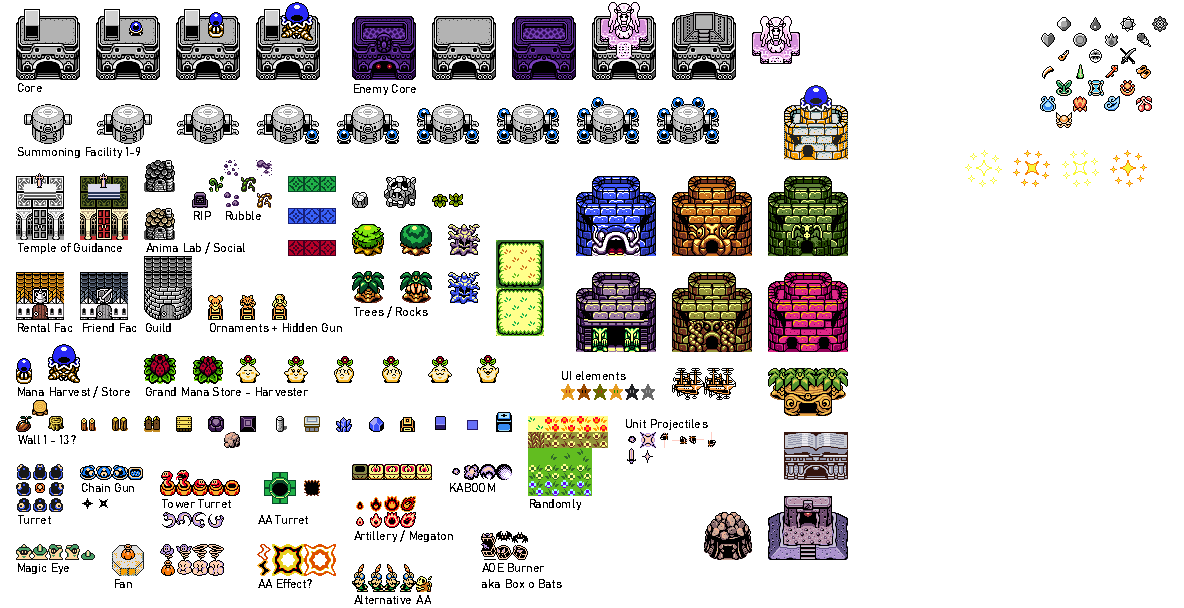 Core
Enemy Core
Summoning Facility 1-9
RIP
Rubble
Temple of Guidance
Anima Lab / Social
Rental Fac
Friend Fac
Guild
Ornaments + Hidden Gun
Trees / Rocks
Mana Harvest / Store
Grand Mana Store - Harvester
UI elements
Wall 1 - 13?
Unit Projectiles
Turret
Chain Gun
Tower Turret
AA Turret
KABOOM
Randomly
Artillery / Megaton
Magic Eye
Fan
AA Effect?
Alternative AA
AOE Burner
aka Box o Bats